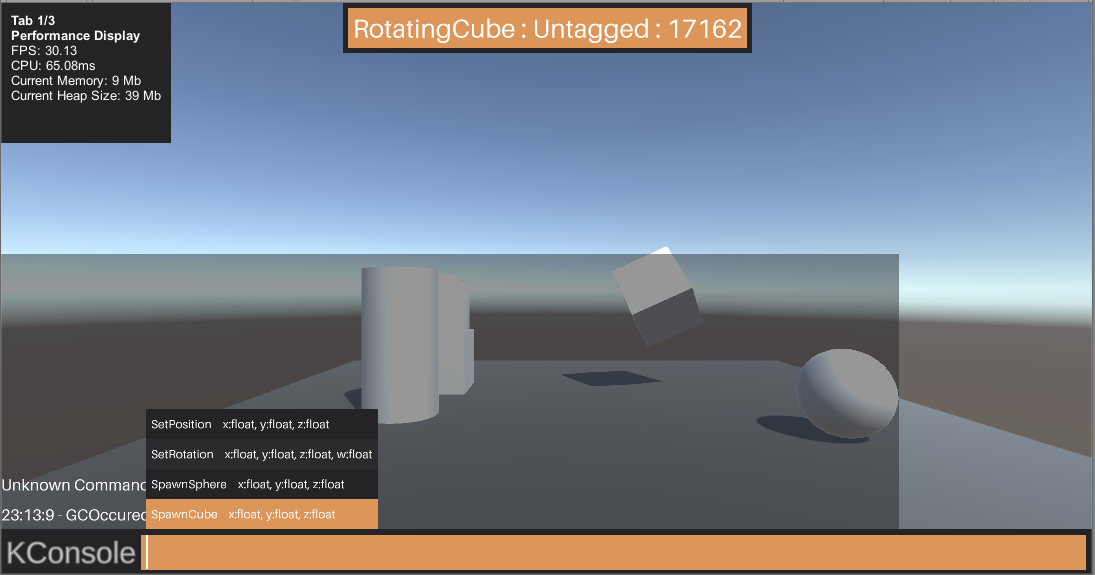 Tab 1/3
Performance Display
FPS: 30.13
CPU: 65.08ms
Current Memory: 9 Mb
Current Heap Size: 39 Mb
RotatingCube : Untagged : 17162
SetPosition x:float, y:float, z:float
SetRotation x:float, y:float, z:float, w:float
Unknown Command
SpawnSphere x:float, y:float, z:float
23:13:9 - GCOccured
SpawnCube x:float, y:float, z:float
KConsole